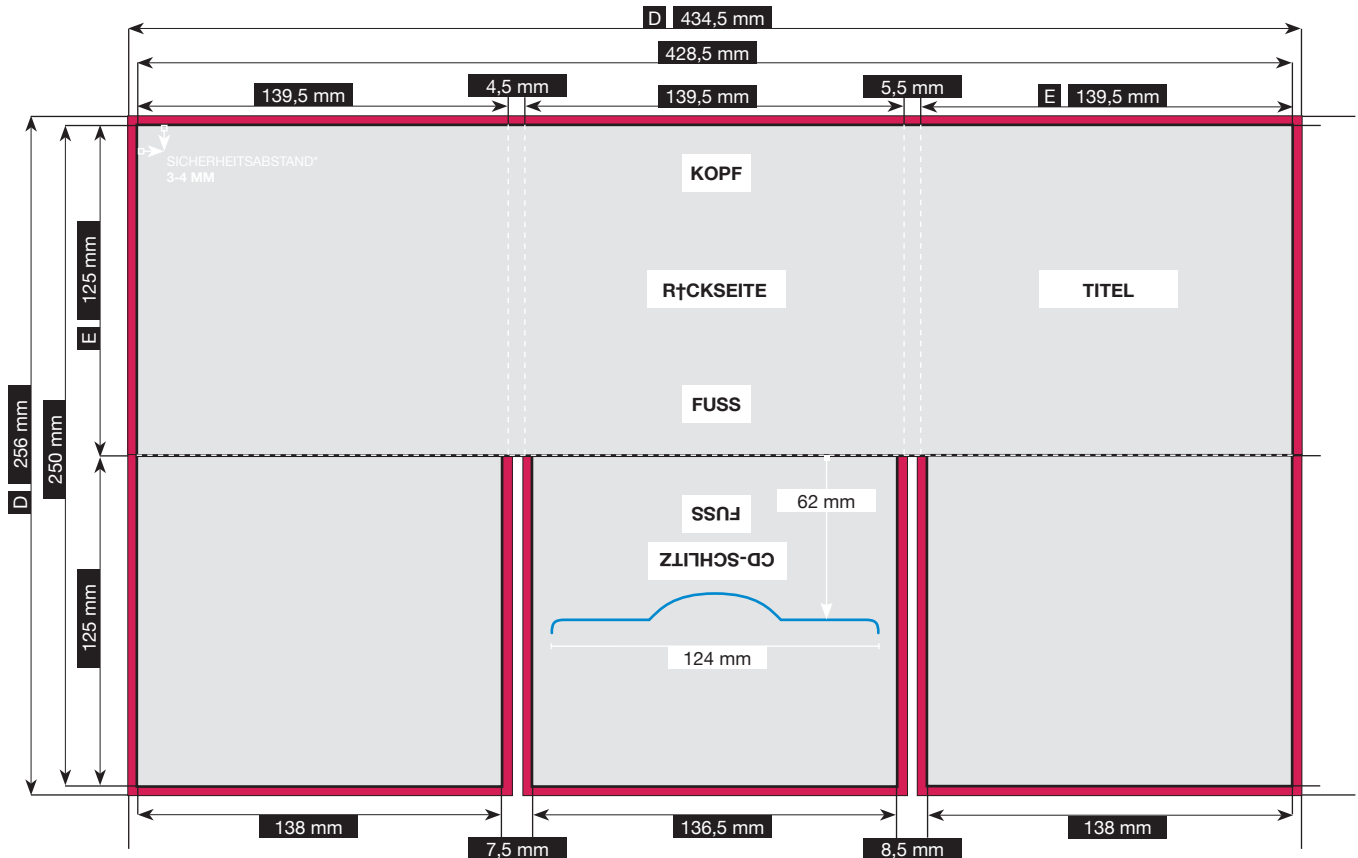 D 434,5 mm
428,5 mm
139,5 mm
4,5 mm
139,5 mm
5,5 mm
E 139,5 mm
SICHERHEITSABSTAND*
3-4 MM
KOPF
R†CKSEITE
TITEL
FUSS
E 125 mm
D 256 mm
250 mm
125 mm
FUSS
62 mm
CD-SCHLITZ
124 mm
138 mm
7,5 mm
136,5 mm
8,5 mm
138 mm